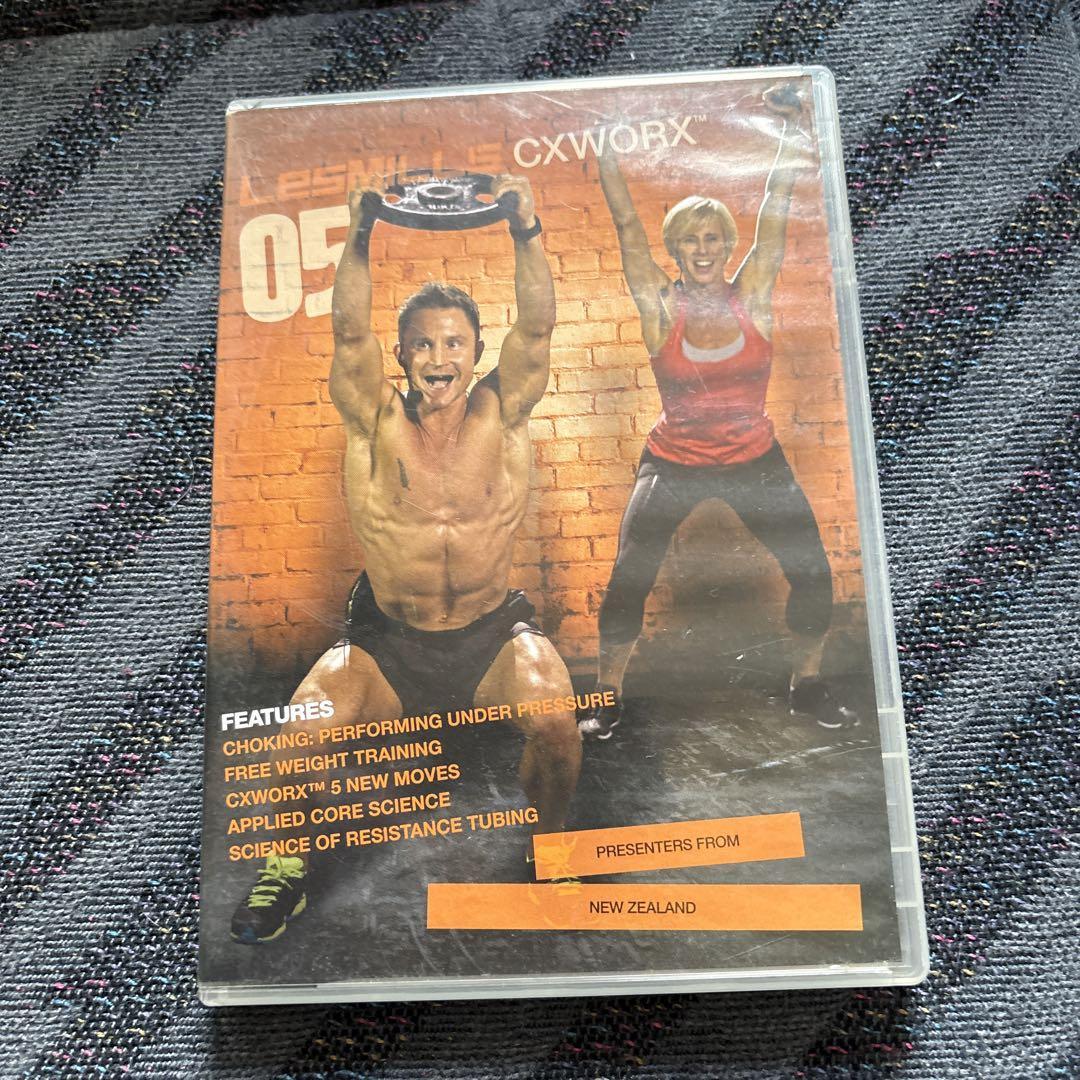 LESMILLS CXWORX™
05
FEATURES
CHOKING: PERFORMING UNDER PRESSURE
FREE WEIGHT TRAINING
CXWORX™ 5 NEW MOVES
APPLIED CORE SCIENCE
SCIENCE OF RESISTANCE TUBING
PRESENTERS FROM
NEW ZEALAND